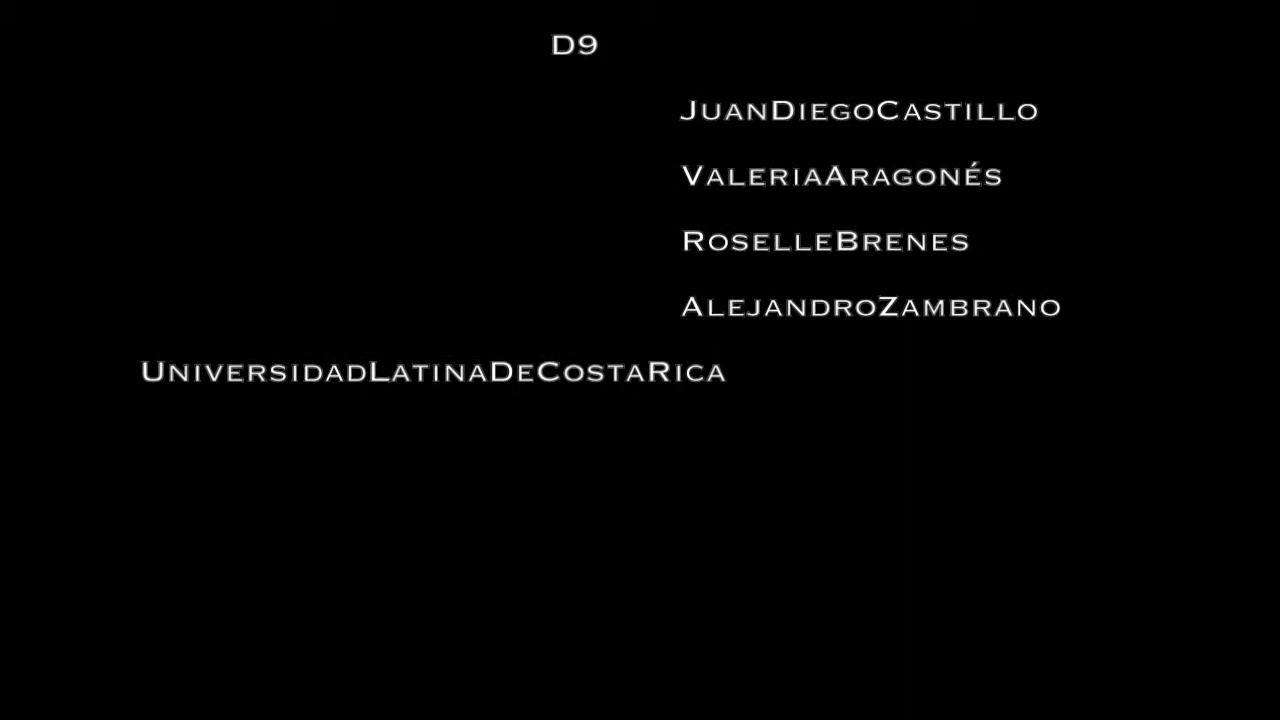 D9
JuanDiegoCastillo
ValeriaAragonés
RoselleBrenes
AlejandroZambrano
UniversidadLatinaDeCostaRica